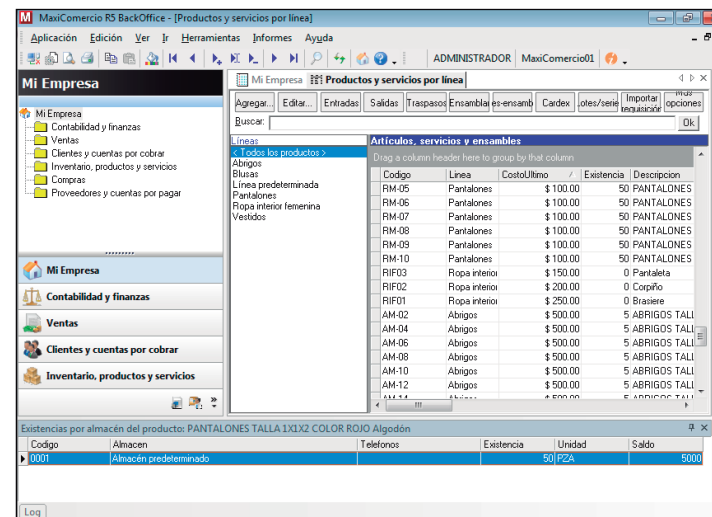 MaxiComercio R5 BackOffice - [Productos y servicios por línea]
Aplicación Edición Ver Ir Herramientas Informes Ayuda
ADMINISTRADOR MaxiComercio01
Mi Empresa
Mi Empresa Productos y servicios por línea
Agregar... Editar... Entradas Salidas Traspasos Ensamblar es-ensamb Cardex .otes/serie Importar requisición opciones
Buscar: Ok
Mi Empresa
Contabilidad y finanzas
Ventas
Clientes y cuentas por cobrar
Inventario, productos y servicios
Compras
Proveedores y cuentas por pagar
Mi Empresa
Contabilidad y finanzas
Ventas
Clientes y cuentas por cobrar
Inventario, productos y servicios
Líneas
< Todos los productos >
Abrigos
Blusas
Línea predeterminada
Pantalones
Ropa interior femenina
Vestidos
Artículos, servicios y ensambles
Drag a column header here to group by that column
Codigo Linea CostoUltimo / Existencia Descripcion
RM-05 Pantalones $ 100.00 50 PANTALONES
RM-06 Pantalones $ 100.00 50 PANTALONES
RM-07 Pantalones $ 100.00 50 PANTALONES
RM-08 Pantalones $ 100.00 50 PANTALONES
RM-09 Pantalones $ 100.00 50 PANTALONES
RM-10 Pantalones $ 100.00 50 PANTALONES
RIF03 Ropa interior $ 150.00 0 Pantaleta
RIF02 Ropa interior $ 200.00 0 Corpiño
RIF01 Ropa interior $ 250.00 0 Brasiere
AM-02 Abrigos $ 500.00 5 ABRIGOS TALL
AM-04 Abrigos $ 500.00 5 ABRIGOS TALL
AM-06 Abrigos $ 500.00 5 ABRIGOS TALL
AM-08 Abrigos $ 500.00 5 ABRIGOS TALL
AM-10 Abrigos $ 500.00 5 ABRIGOS TALL
AM-12 Abrigos $ 500.00 5 ABRIGOS TALL
Existencias por almacén del producto: PANTALONES TALLA 1X1X2 COLOR ROJO Algodón
Codigo Almacen Telefonos Existencia Unidad Saldo
0001 Almacén predeterminado 50 PZA 5000
Log